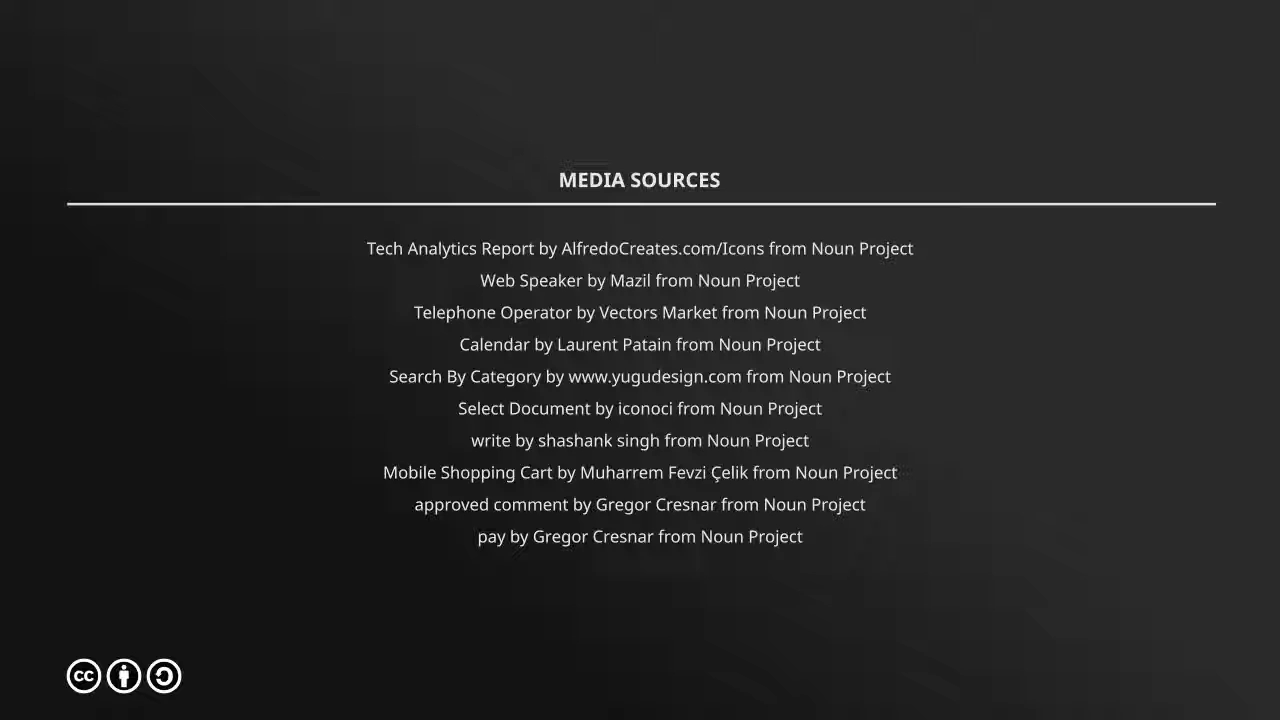 MEDIA SOURCES
Tech Analytics Report by AlfredoCreates.com/Icons from Noun Project
Web Speaker by Mazil from Noun Project
Telephone Operator by Vectors Market from Noun Project
Calendar by Laurent Patain from Noun Project
Search By Category by www.yugudesign.com from Noun Project
Select Document by iconoci from Noun Project
write by shashank singh from Noun Project
Mobile Shopping Cart by Muharrem Fevzi Çelik from Noun Project
approved comment by Gregor Cresnar from Noun Project
pay by Gregor Cresnar from Noun Project
cc